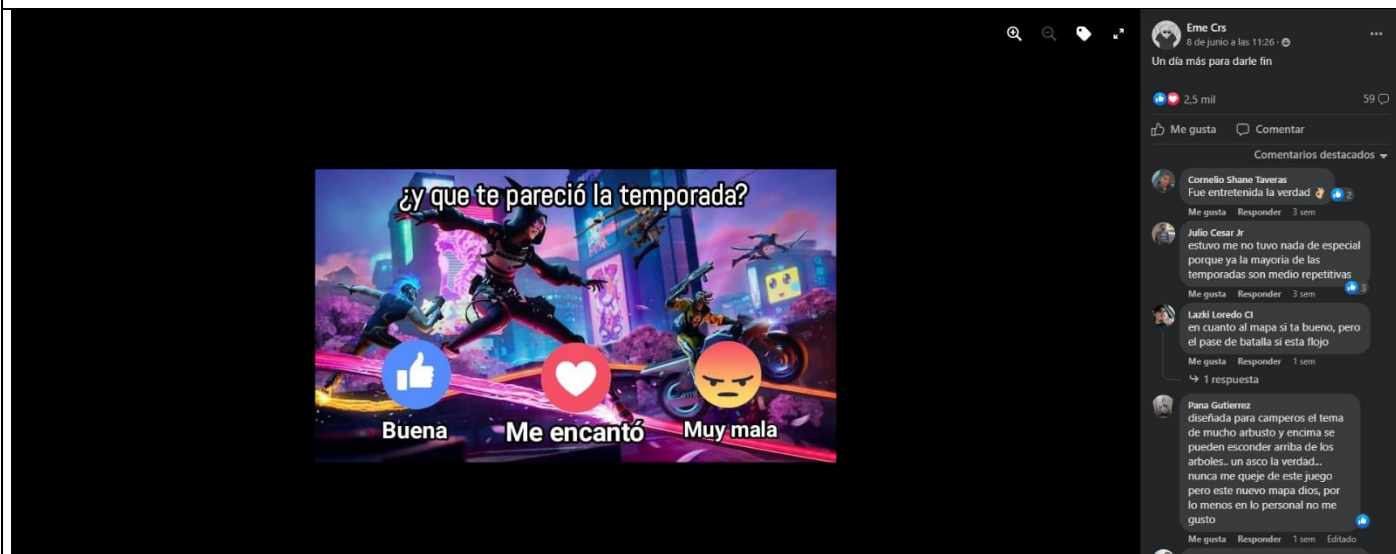 ¿y que te pareció la temporada?
Buena
Me encantó
Muy mala
Eme Crs
8 de junio a las 11:26 ·
Un día más para darle fin
2,5 mil
59
Me gusta
Comentar
Comentarios destacados
Cornelio Shane Taveras
Fue entretenida la verdad
2
Me gusta Responder 3 sem
Julio Cesar Jr
estuvo me no tuvo nada de especial
porque ya la mayoria de las
temporadas son medio repetitivas
3
Me gusta Responder 3 sem
Lazki Loredo Cl
en cuanto al mapa si ta bueno, pero
el pase de batalla si esta flojo
Me gusta Responder 1 sem
1 respuesta
Pana Gutierrez
diseñada para camperos el tema
de mucho arbusto y encima se
pueden esconder arriba de los
arboles.. un asco la verdad...
nunca me queje de este juego
pero este nuevo mapa dios, por
lo menos en lo personal no me
gusto
Me gusta Responder 1 sem Editado